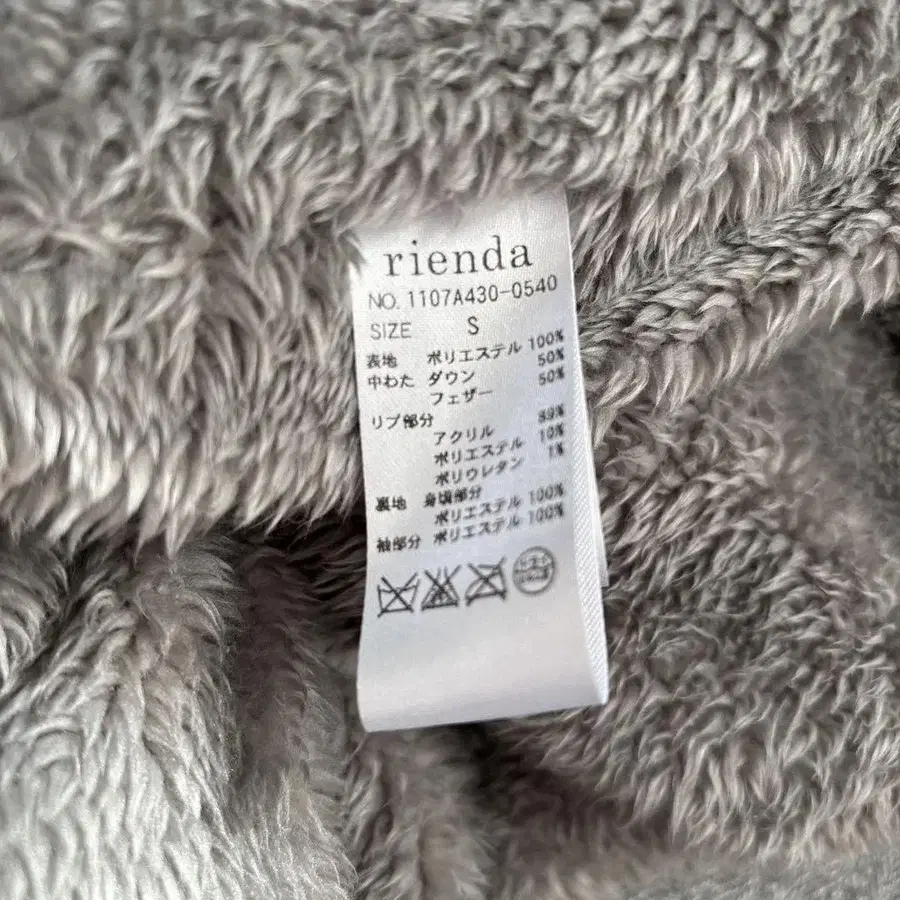 rienda
NO. 1107A430-0540
SIZE S
表地 ポリエステル 100%
中わた ダウン 50%
フェザー 50%
リブ部分
アクリル 89%
ポリエステル 10%
ポリウレタン 1%
裏地 身頃部分
ポリエステル 100%
袖部分 ポリエステル 100%